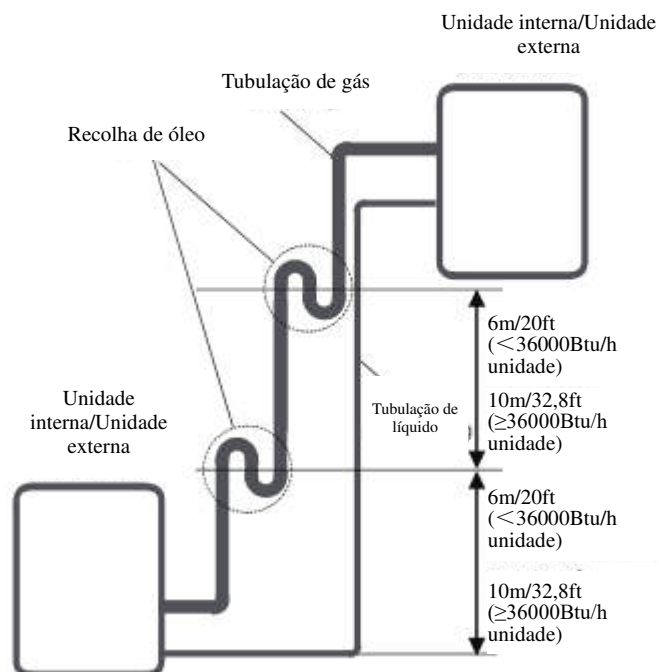 Unidade interna/Unidade
externa
Tubulação de gás
Recolha de óleo
6m/20ft
(<36000Btu/h
unidade)
10m/32,8ft
(≥36000Btu/h
unidade)
Tubulação de
líquido
Unidade
interna/Unidade
externa
6m/20ft
(<36000Btu/h
unidade)
10m/32,8ft
(≥36000Btu/h
unidade)